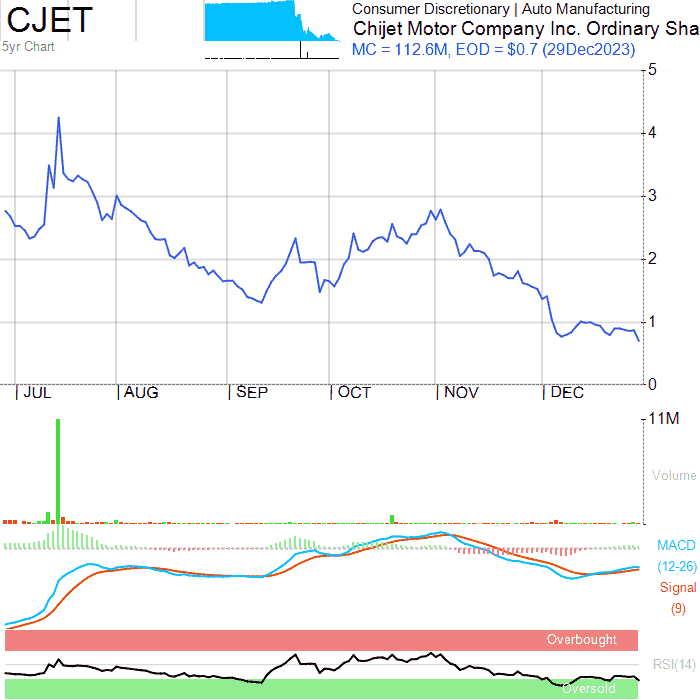 CJET
5yr Chart
Consumer Discretionary | Auto Manufacturing
Chijet Motor Company Inc. Ordinary Sha
MC = 112.6M, EOD = $0.7 (29Dec2023)
5
4
3
2
1
0
JUL AUG SEP OCT NOV DEC
11M
Volume
MACD
(12-26)
Signal
(9)
Overbought
RSI(14)
Oversold